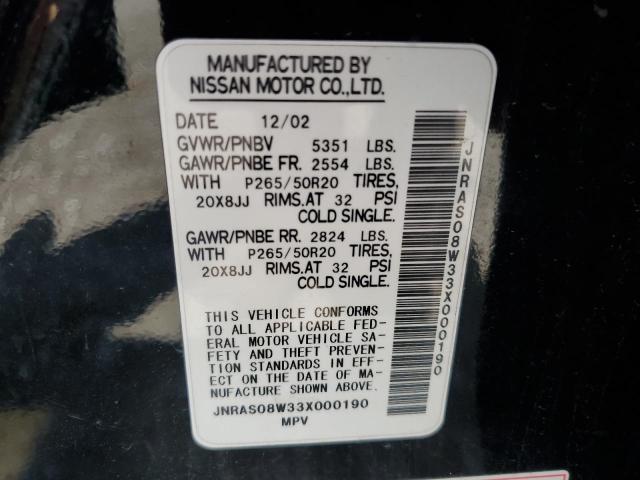 MANUFACTURED BY
NISSAN MOTOR CO.,LTD.
DATE 12/02
GVWR/PNBV 5351 LBS.
GAWR/PNBE FR. 2554 LBS.
WITH P265/50R20 TIRES,
20X8JJ RIMS.AT 32 PSI
COLD SINGLE.
GAWR/PNBE RR. 2824 LBS.
WITH P265/50R20 TIRES,
20X8JJ RIMS.AT 32 PSI
COLD SINGLE.
THIS VEHICLE CONFORMS
TO ALL APPLICABLE FED-
ERAL MOTOR VEHICLE SA-
FETY AND THEFT PREVEN-
TION STANDARDS IN EFF-
ECT ON THE DATE OF MA-
NUFACTURE SHOWN ABOVE.
JNRAS08W33X000190
MPV
JNRAS08W33X000190